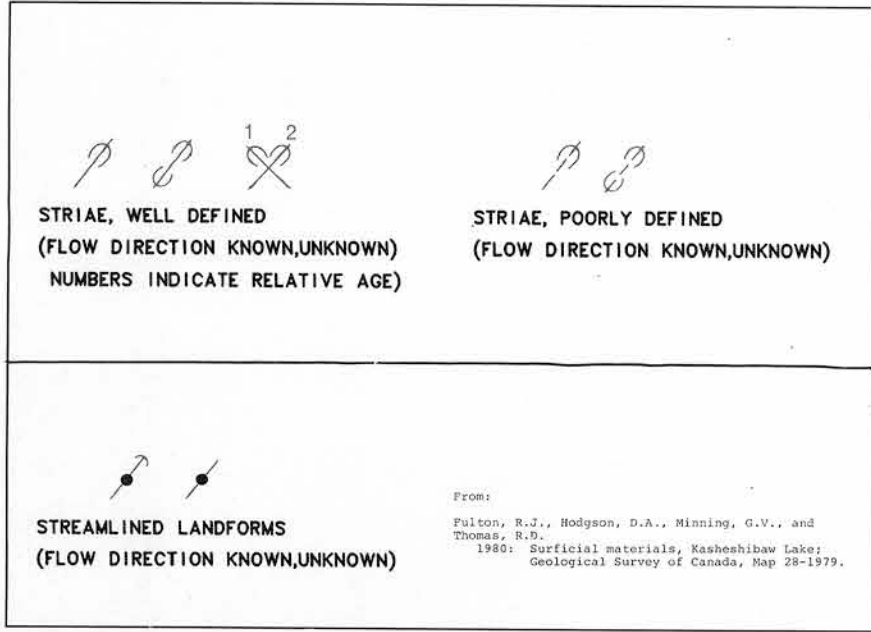 1 2
STRIAE, WELL DEFINED
(FLOW DIRECTION KNOWN,UNKNOWN)
NUMBERS INDICATE RELATIVE AGE)
STRIAE, POORLY DEFINED
(FLOW DIRECTION KNOWN,UNKNOWN)
STREAMLINED LANDFORMS
(FLOW DIRECTION KNOWN,UNKNOWN)
From:
Fulton, R.J., Hodgson, D.A., Minning, G.V., and
Thomas, R.D.
1980: Surficial materials, Kasheshibaw Lake;
Geological Survey of Canada, Map 28-1979.